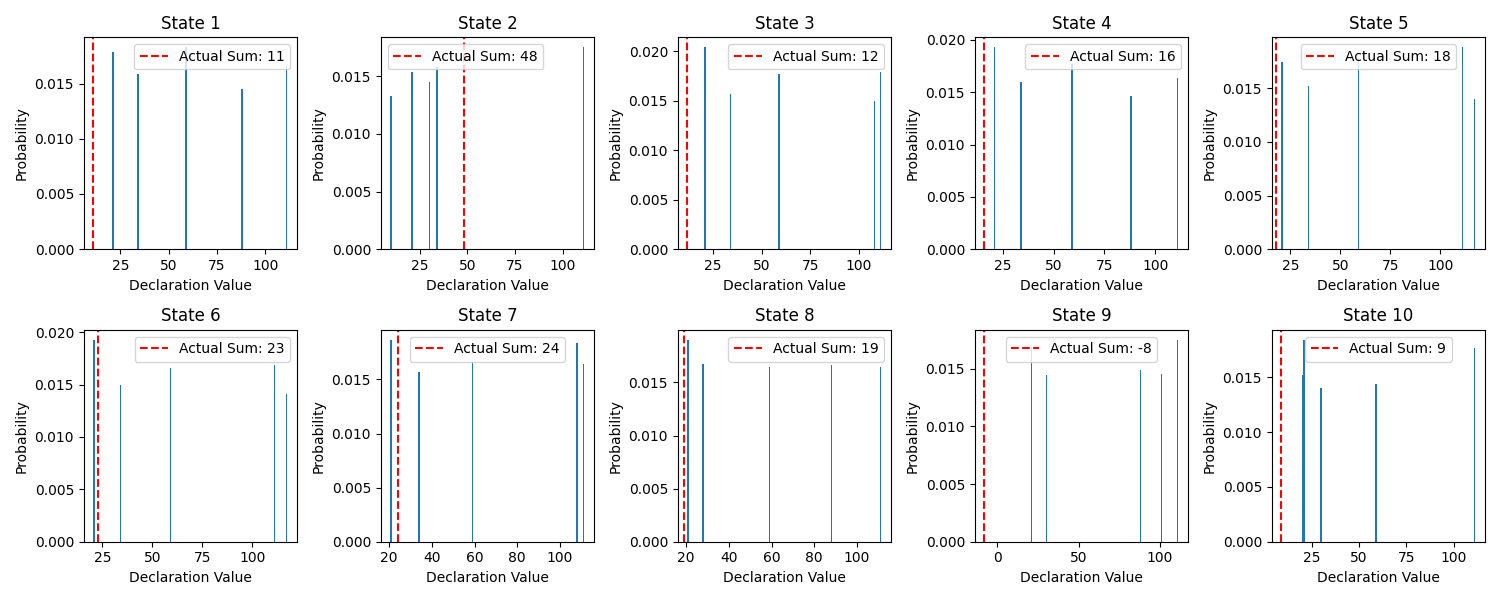 State 1
Actual Sum: 11
Probability
0.015
0.010
0.005
0.000
25 50 75 100
Declaration Value
State 2
Actual Sum: 48
Probability
0.015
0.010
0.005
0.000
25 50 75 100
Declaration Value
State 3
Actual Sum: 12
Probability
0.020
0.015
0.010
0.005
0.000
25 50 75 100
Declaration Value
State 4
Actual Sum: 16
Probability
0.020
0.015
0.010
0.005
0.000
25 50 75 100
Declaration Value
State 5
Actual Sum: 18
Probability
0.015
0.010
0.005
0.000
25 50 75 100
Declaration Value
State 6
Actual Sum: 23
Probability
0.020
0.015
0.010
0.005
0.000
25 50 75 100
Declaration Value
State 7
Actual Sum: 24
Probability
0.015
0.010
0.005
0.000
20 40 60 80 100
Declaration Value
State 8
Actual Sum: 19
Probability
0.015
0.010
0.005
0.000
20 40 60 80 100
Declaration Value
State 9
Actual Sum: -8
Probability
0.015
0.010
0.005
0.000
0 50 100
Declaration Value
State 10
Actual Sum: 9
Probability
0.015
0.010
0.005
0.000
25 50 75 100
Declaration Value